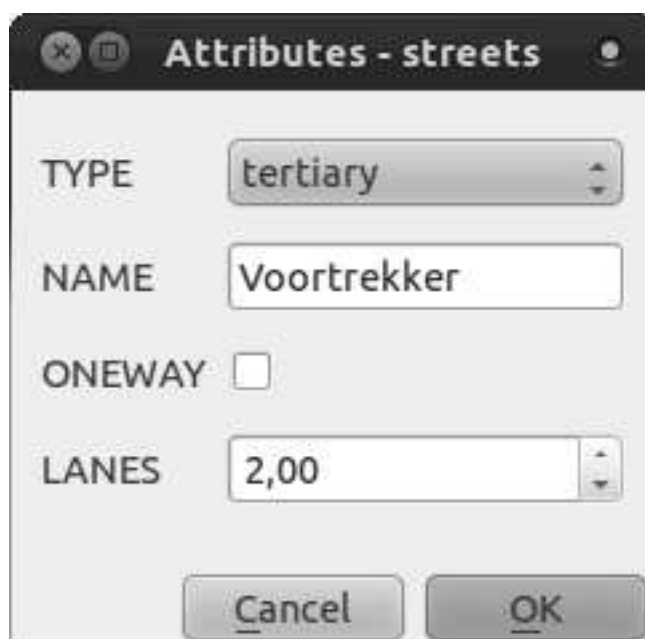 Attributes - streets
TYPE tertiary
NAME Voortrekker
ONEWAY
LANES 2,00
Cancel OK